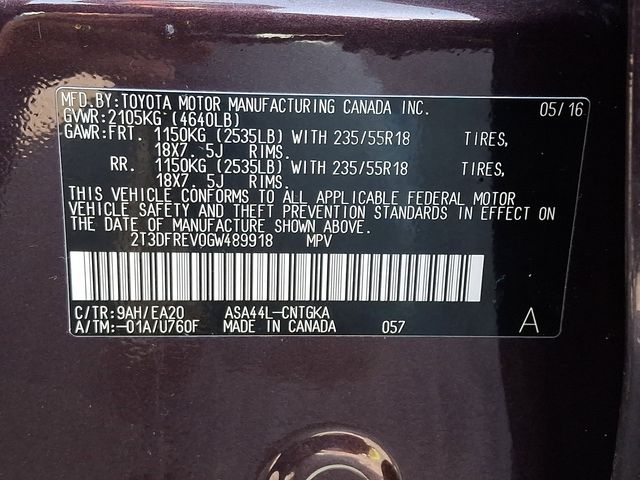 MFD.BY:TOYOTA MOTOR MANUFACTURING CANADA INC. 05/16
GVWR:2105KG (4640LB)
GAWR:FRT. 1150KG (2535LB) WITH 235/55R18 TIRES,
18X7. 5J RIMS.
RR. 1150KG (2535LB) WITH 235/55R18 TIRES,
18X7. 5J RIMS.
THIS VEHICLE CONFORMS TO ALL APPLICABLE FEDERAL MOTOR
VEHICLE SAFETY AND THEFT PREVENTION STANDARDS IN EFFECT ON
THE DATE OF MANUFACTURE SHOWN ABOVE.
2T3DFREV0GW489918 MPV
C/TR:9AH/EA20 ASA44L-CNTGKA
A/TM:-01A/U760F MADE IN CANADA 057 A